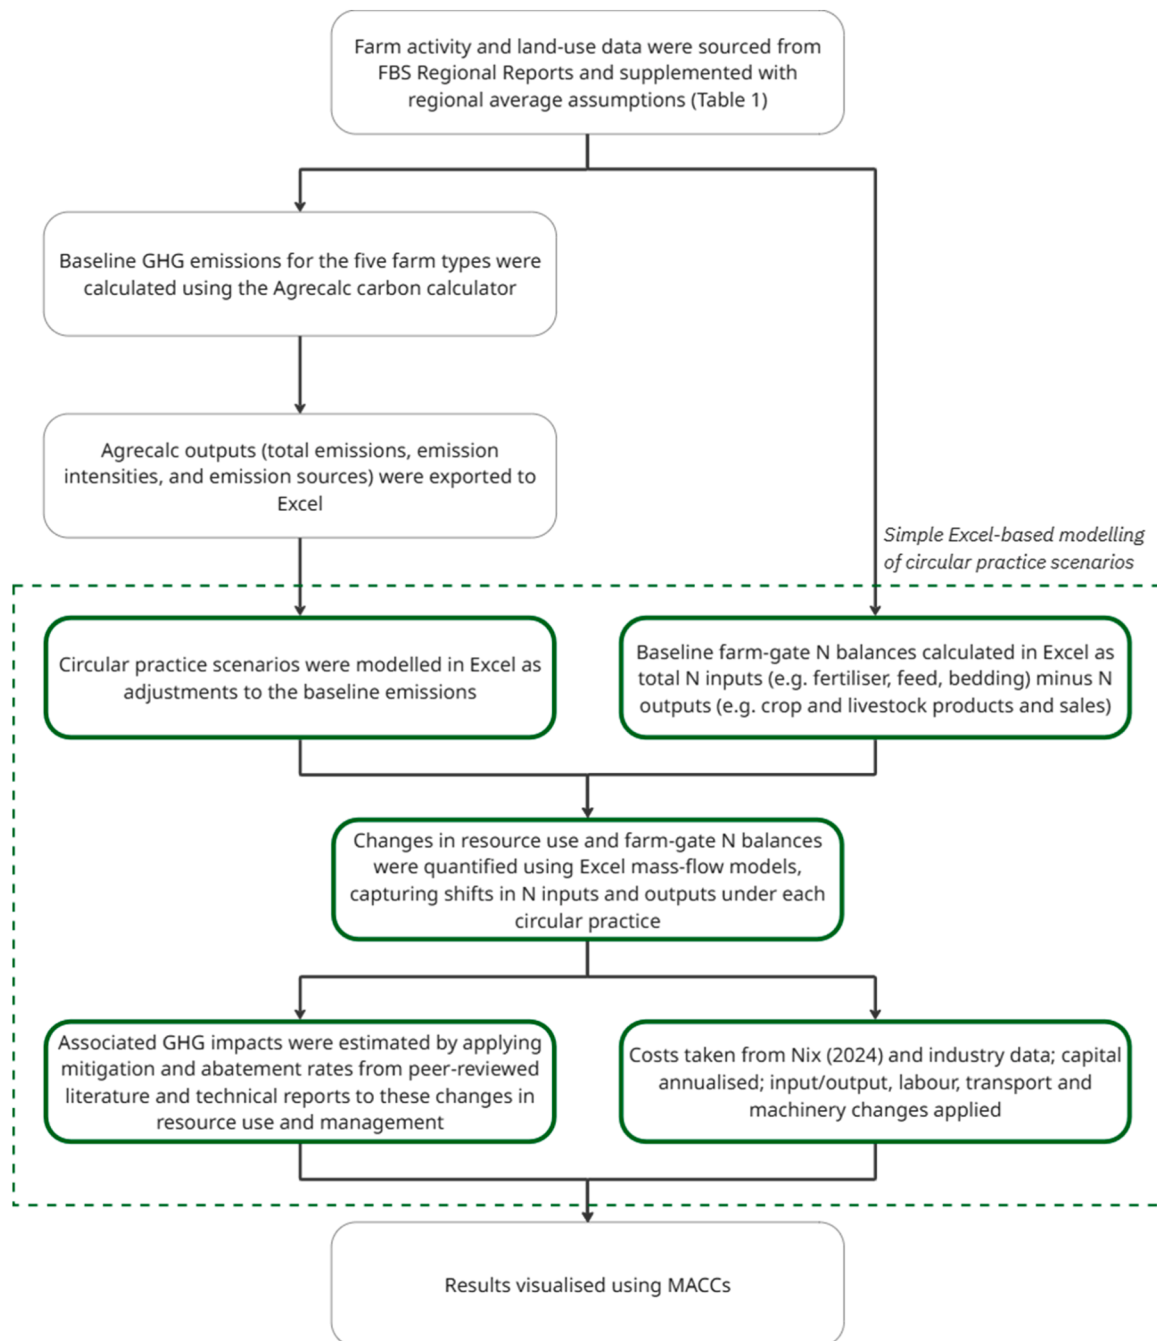 Farm activity and land-use data were sourced from
FBS Regional Reports and supplemented with
regional average assumptions (Table 1)
Baseline GHG emissions for the five farm types were
calculated using the Agrecalc carbon calculator
Agrecalc outputs (total emissions, emission
intensities, and emission sources) were exported to
Excel
Simple Excel-based modelling
of circular practice scenarios
Circular practice scenarios were modelled in Excel as
adjustments to the baseline emissions
Baseline farm-gate N balances calculated in Excel as
total N inputs (e.g. fertiliser, feed, bedding) minus N
outputs (e.g. crop and livestock products and sales)
Changes in resource use and farm-gate N balances
were quantified using Excel mass-flow models,
capturing shifts in N inputs and outputs under each
circular practice
Associated GHG impacts were estimated by applying
mitigation and abatement rates from peer-reviewed
literature and technical reports to these changes in
resource use and management
Costs taken from Nix (2024) and industry data; capital
annualised; input/output, labour, transport and
machinery changes applied
Results visualised using MACCs